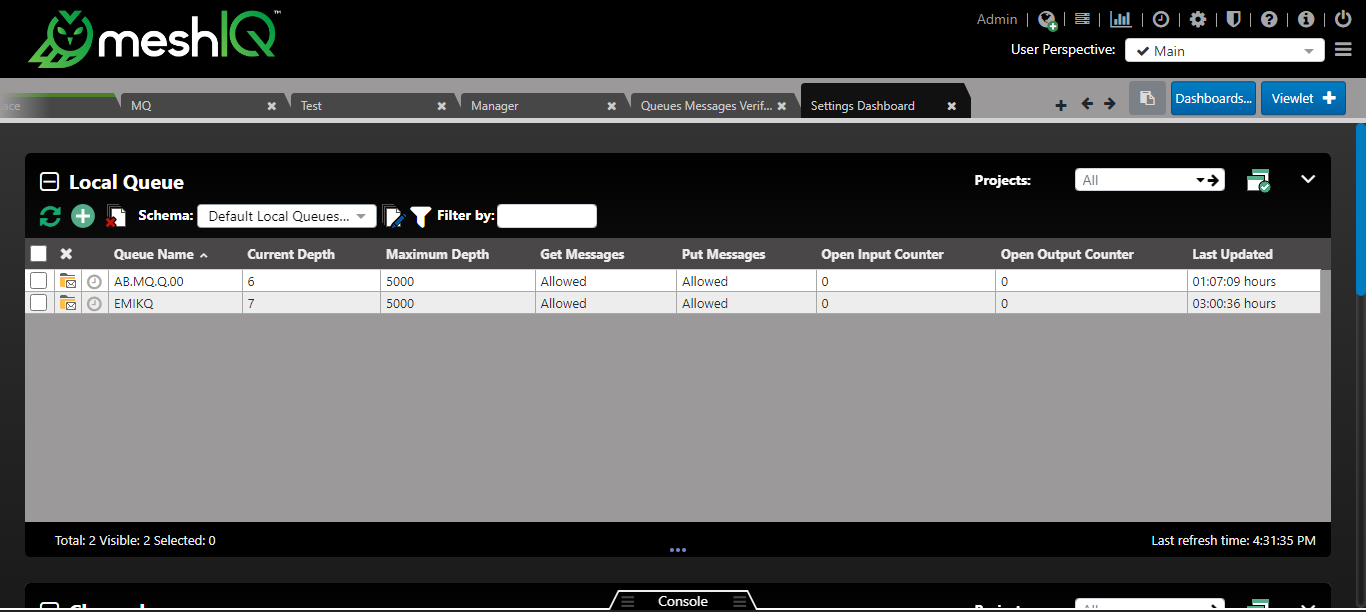 meshIQ™
Admin
User Perspective:
Main
ace
MQ
Test
Manager
Queues Messages Verif...
Settings Dashboard
Dashboards...
Viewlet
Local Queue
Projects:
All
Schema:
Default Local Queues...
Filter by:
Queue Name Current Depth Maximum Depth Get Messages Put Messages Open Input Counter Open Output Counter Last Updated
AB.MQ.Q.00 6 5000 Allowed Allowed 0 0 01:07:09 hours
EMIKQ 7 5000 Allowed Allowed 0 0 03:00:36 hours
Total: 2 Visible: 2 Selected: 0
Last refresh time: 4:31:35 PM
Console